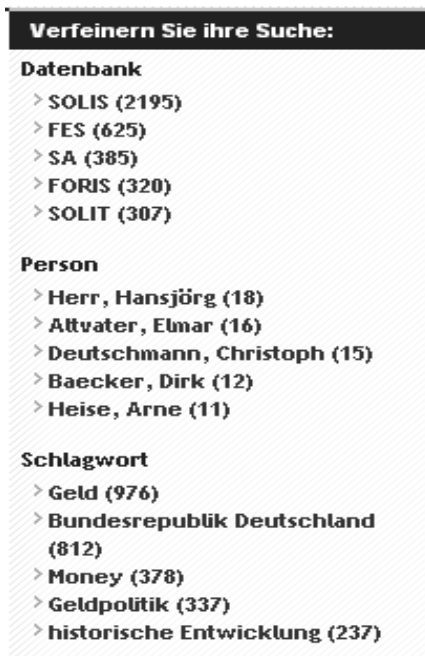 Verfeinern Sie ihre Suche:
Datenbank
> SOLIS (2195)
> FES (625)
> SA (385)
> FORIS (320)
> SOLIT (307)
Person
> Herr, Hansjörg (18)
> Altvater, Elmar (16)
> Deutschmann, Christoph (15)
> Baecker, Dirk (12)
> Heise, Arne (11)
Schlagwort
> Geld (976)
> Bundesrepublik Deutschland
(812)
> Money (378)
> Geldpolitik (337)
> historische Entwicklung (237)